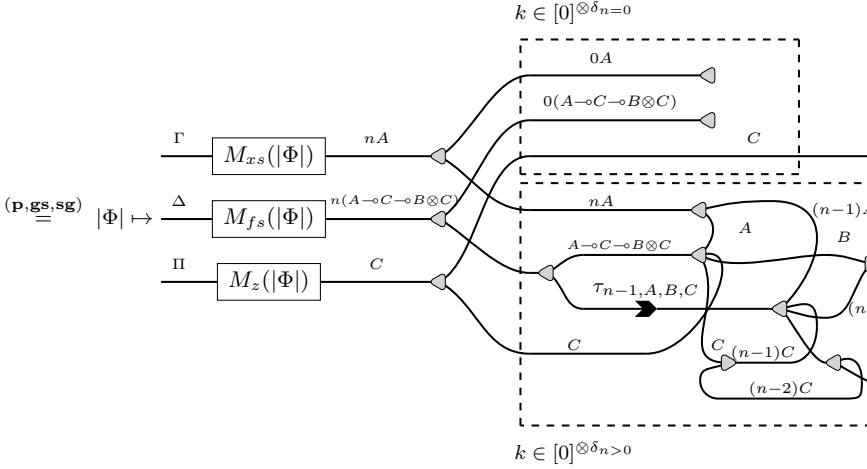 k ∈ [0]^{⊗δ_{n=0}}
0A
0(A⊸C⊸B⊗C)
C
Γ M_{xs}(|Φ|) nA
(p,gs,sg)
= |Φ| ↦ Δ M_{fs}(|Φ|) n(A⊸C⊸B⊗C)
Π M_z(|Φ|) C
nA (n−1)A
A B
A⊸C⊸B⊗C
τ_{n−1,A,B,C} (n
C C (n−1)C
(n−2)C
k ∈ [0]^{⊗δ_{n>0}}